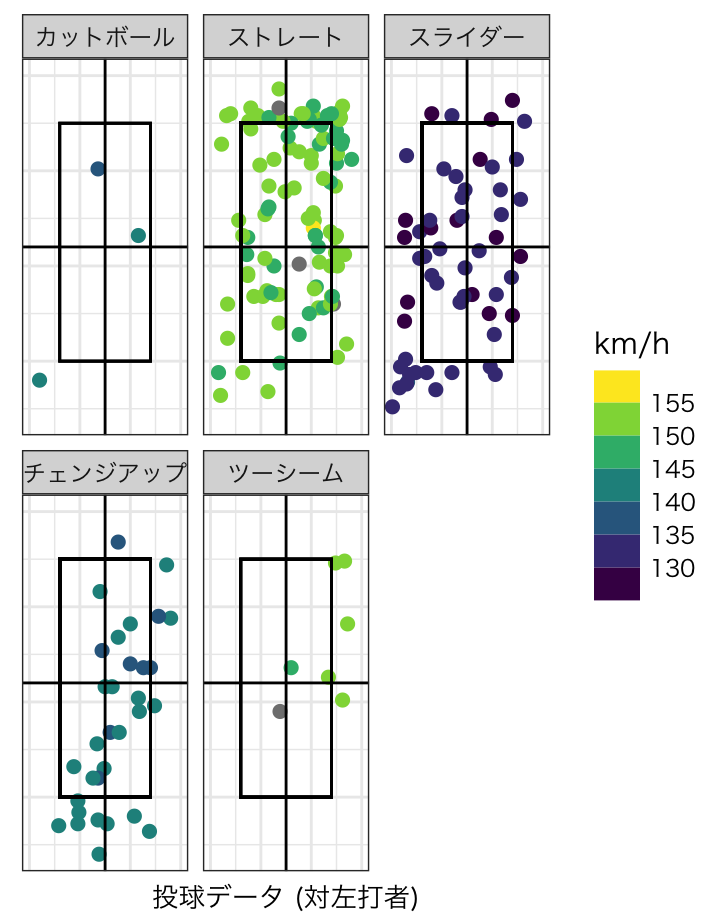 カットボール
ストレート
スライダー
km/h
155
150
145
140
135
130
チェンジアップ
ツーシーム
投球データ (対左打者)